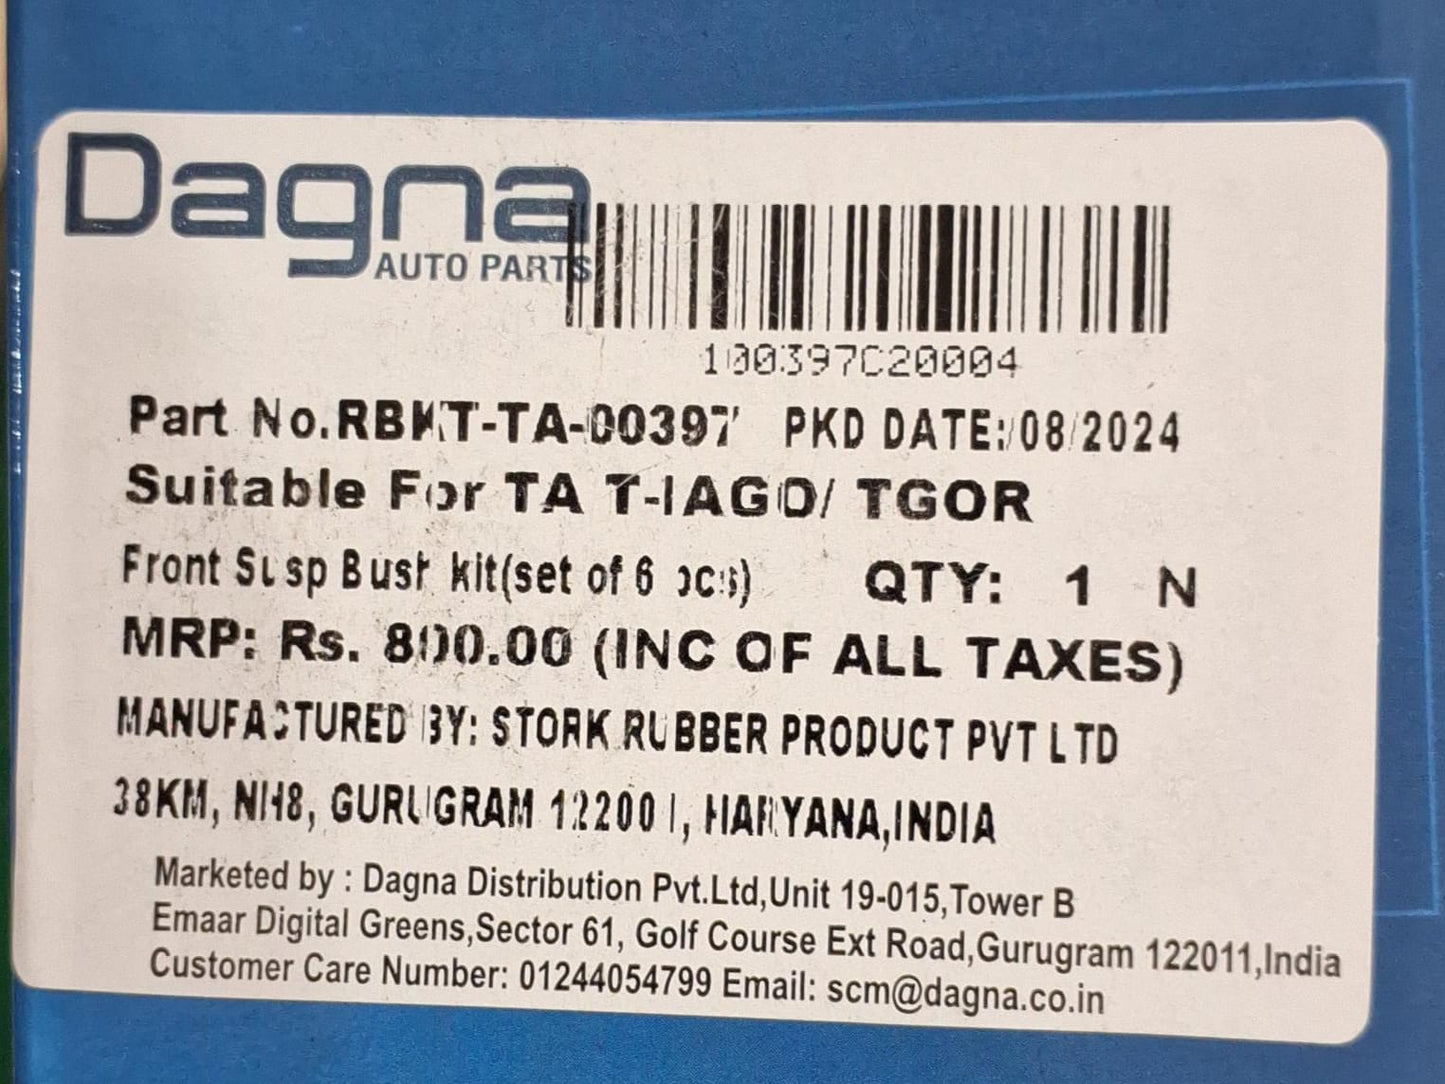 Dagna
AUTO PARTS
100397C20004
Part No.RBKT-TA-00397 PKD DATE:08/2024
Suitable For TA T-IAGO/ TGOR
Front Susp Bush kit(set of 6 pcs) QTY: 1 N
MRP: Rs. 800.00 (INC OF ALL TAXES)
MANUFACTURED BY: STORK RUBBER PRODUCT PVT LTD
38KM, NH8, GURUGRAM 122001, HARYANA,INDIA
Marketed by : Dagna Distribution Pvt.Ltd,Unit 19-015,Tower B
Emaar Digital Greens,Sector 61, Golf Course Ext Road,Gurugram 122011,India
Customer Care Number: 01244054799 Email: scm@dagna.co.in